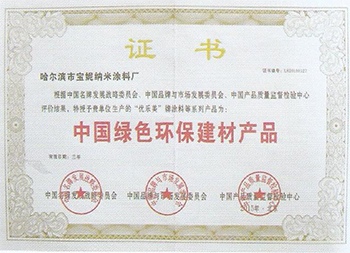 证书
哈尔滨市宝妮纳米涂料厂
根据中国名牌发展战略委员会、中国品牌与市场发展委员会、中国产品质量监督检验中心
评价结果，特授予贵单位生产的“优乐美”牌涂料等系列产品为：
中国绿色环保建材产品
有效日期：三年
中国名牌发展战略委员会 中国品牌与市场发展委员会 中国产品质量监督检验中心